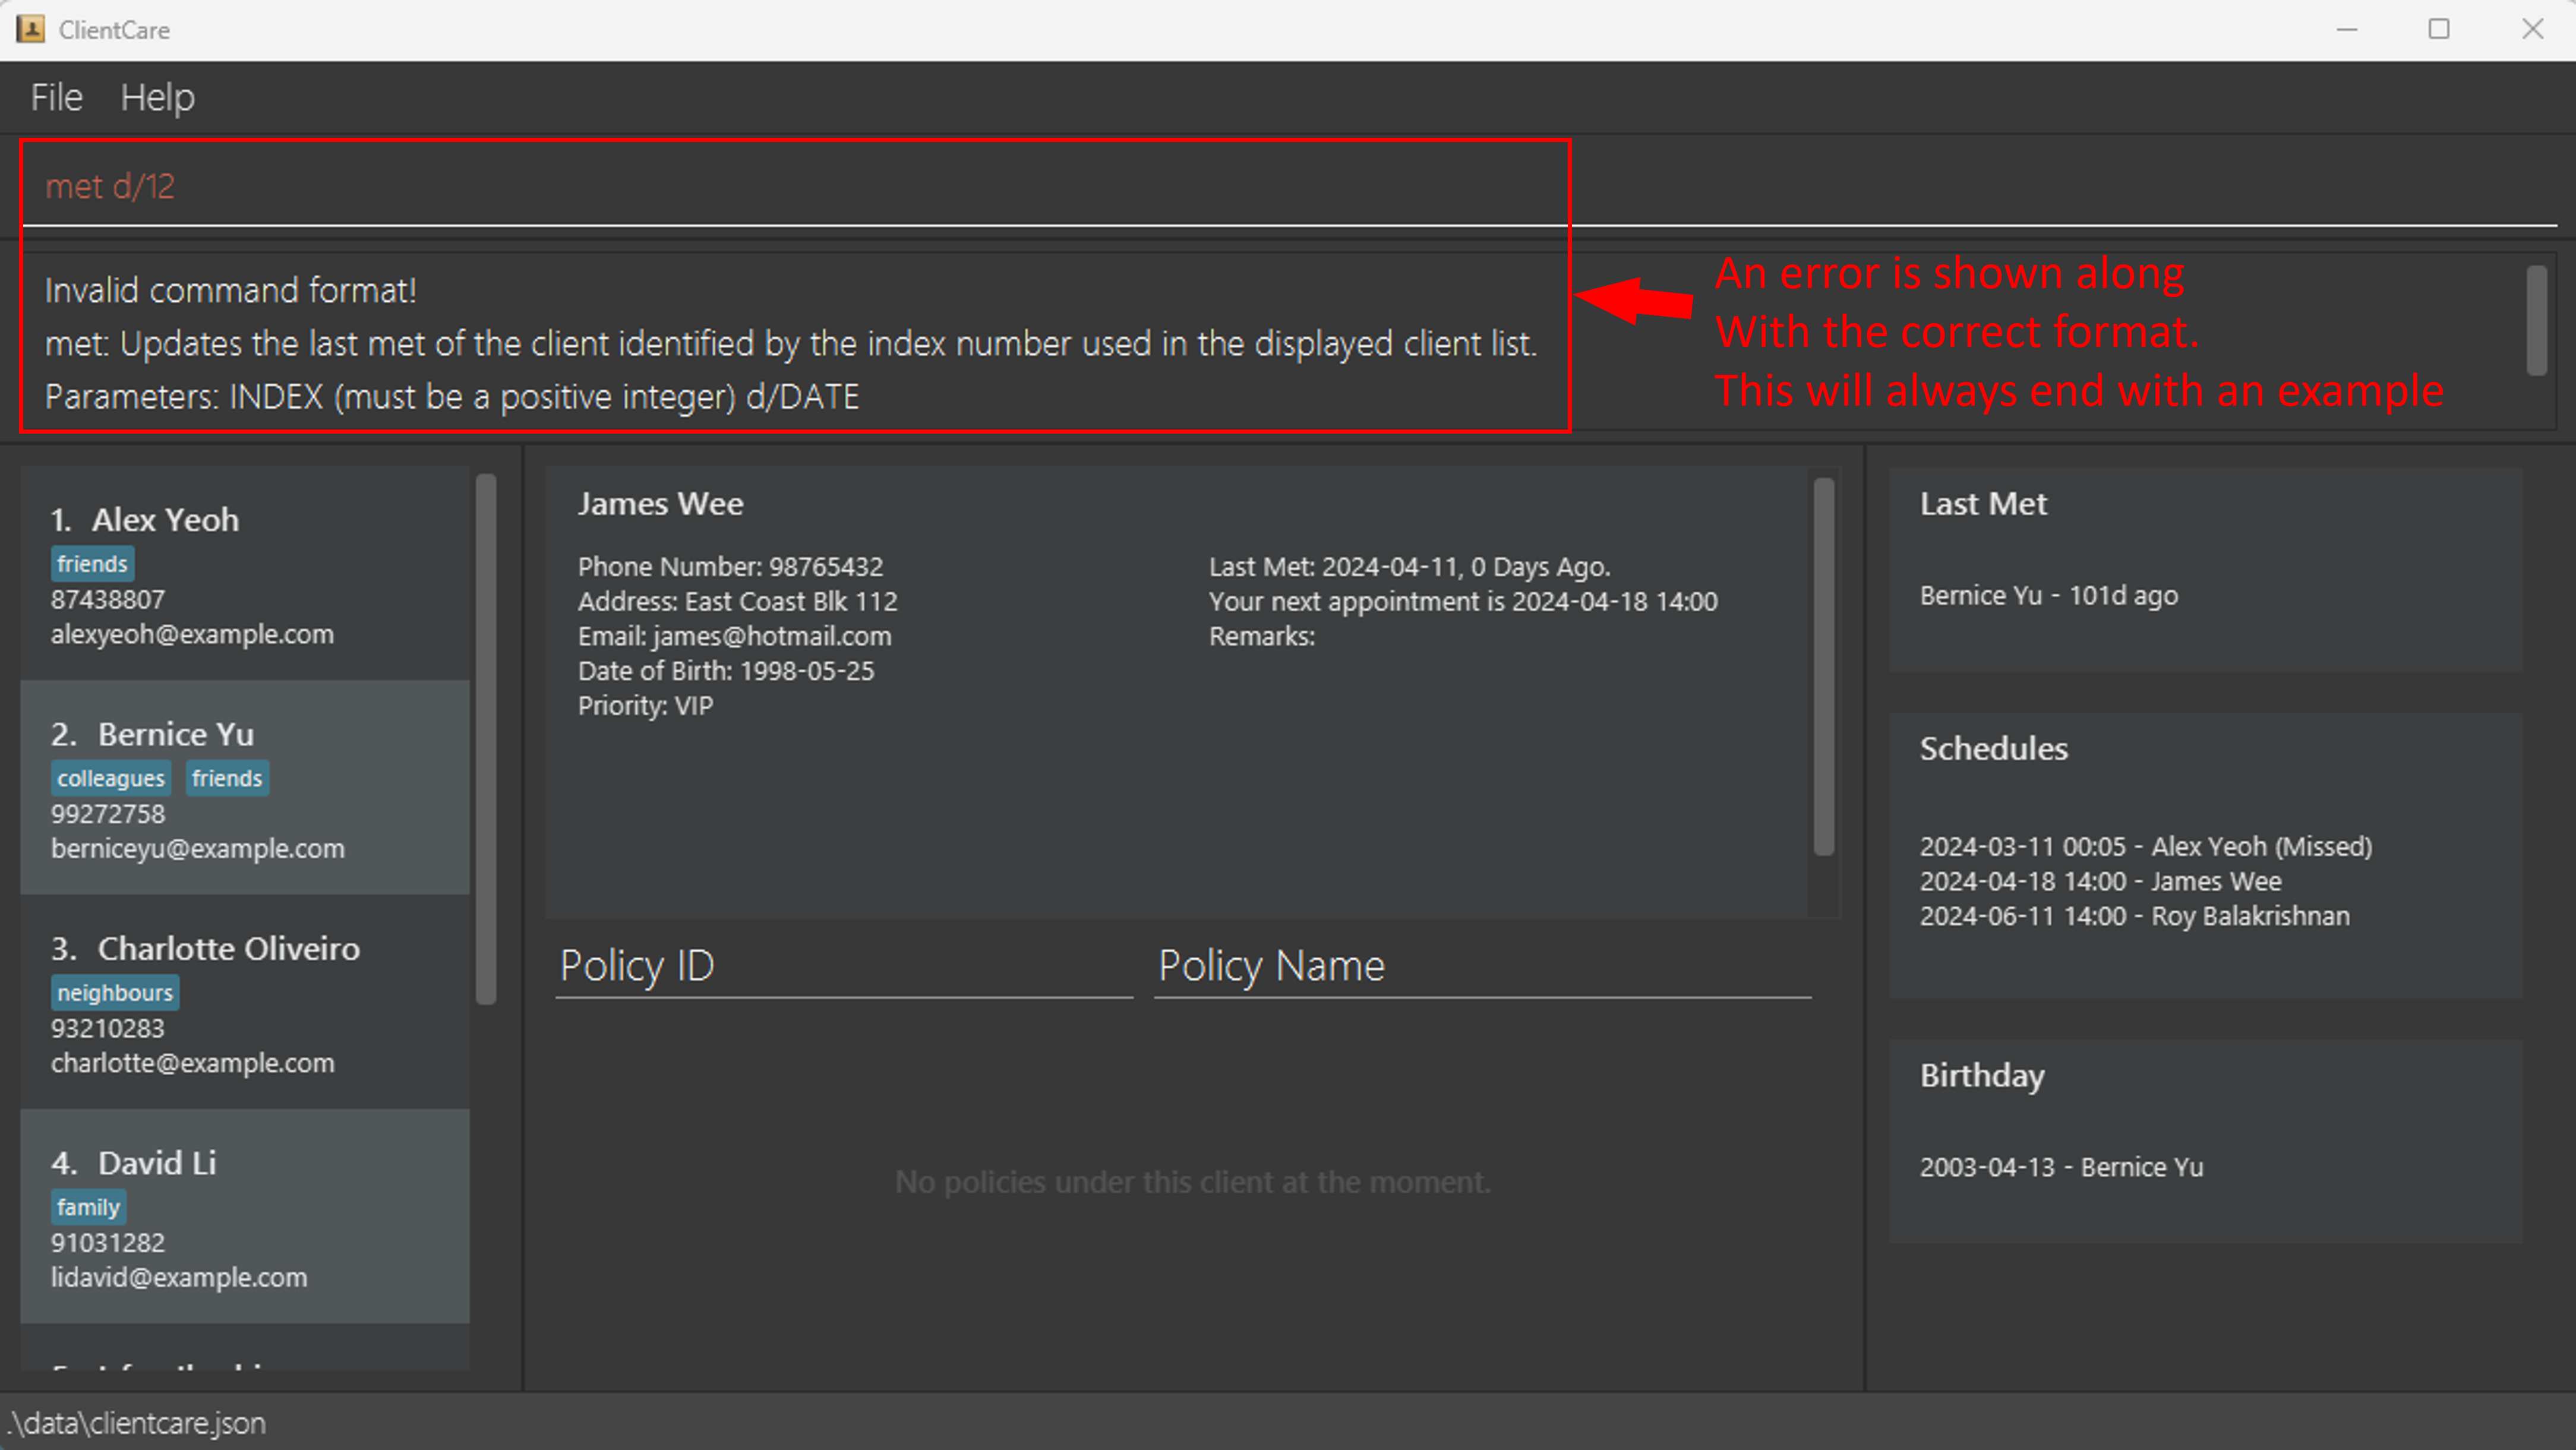 ClientCare
File Help
met d/12
Invalid command format!
met: Updates the last met of the client identified by the index number used in the displayed client list.
Parameters: INDEX (must be a positive integer) d/DATE
An error is shown along
With the correct format.
This will always end with an example
1. Alex Yeoh
friends
87438807
alexyeoh@example.com
2. Bernice Yu
colleagues friends
99272758
berniceyu@example.com
3. Charlotte Oliveiro
neighbours
93210283
charlotte@example.com
4. David Li
family
91031282
lidavid@example.com
James Wee
Phone Number: 98765432
Address: East Coast Blk 112
Email: james@hotmail.com
Date of Birth: 1998-05-25
Priority: VIP
Last Met: 2024-04-11, 0 Days Ago.
Your next appointment is 2024-04-18 14:00
Remarks:
Policy ID Policy Name
No policies under this client at the moment.
Last Met
Bernice Yu - 101d ago
Schedules
2024-03-11 00:05 - Alex Yeoh (Missed)
2024-04-18 14:00 - James Wee
2024-06-11 14:00 - Roy Balakrishnan
Birthday
2003-04-13 - Bernice Yu
.\data\clientcare.json